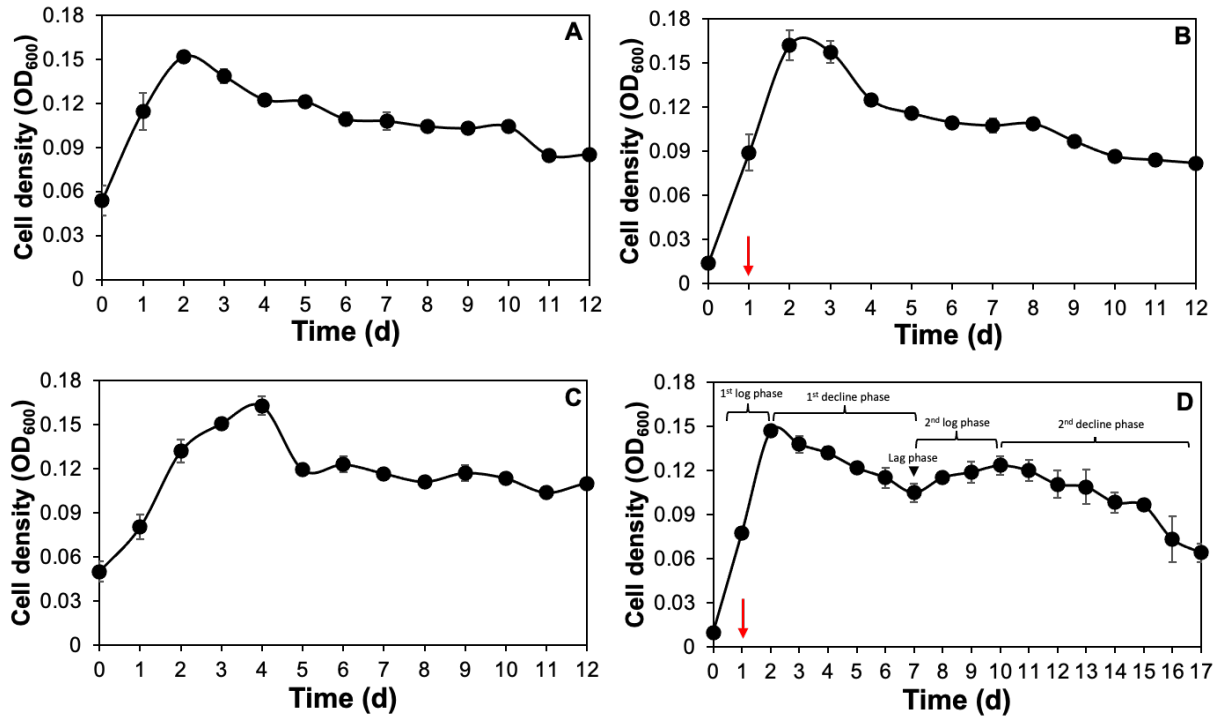 A
Cell density (OD600)
0.18
0.15
0.12
0.09
0.06
0.03
0
0 1 2 3 4 5 6 7 8 9 10 11 12
Time (d)
B
Cell density (OD600)
0.18
0.15
0.12
0.09
0.06
0.03
0
0 1 2 3 4 5 6 7 8 9 10 11 12
Time (d)
C
Cell density (OD600)
0.18
0.15
0.12
0.09
0.06
0.03
0
0 1 2 3 4 5 6 7 8 9 10 11 12
Time (d)
D
Cell density (OD600)
0.18
0.15
0.12
0.09
0.06
0.03
0
1st log phase
1st decline phase
2nd log phase
2nd decline phase
Lag phase
0 1 2 3 4 5 6 7 8 9 10 11 12 13 14 15 16 17
Time (d)